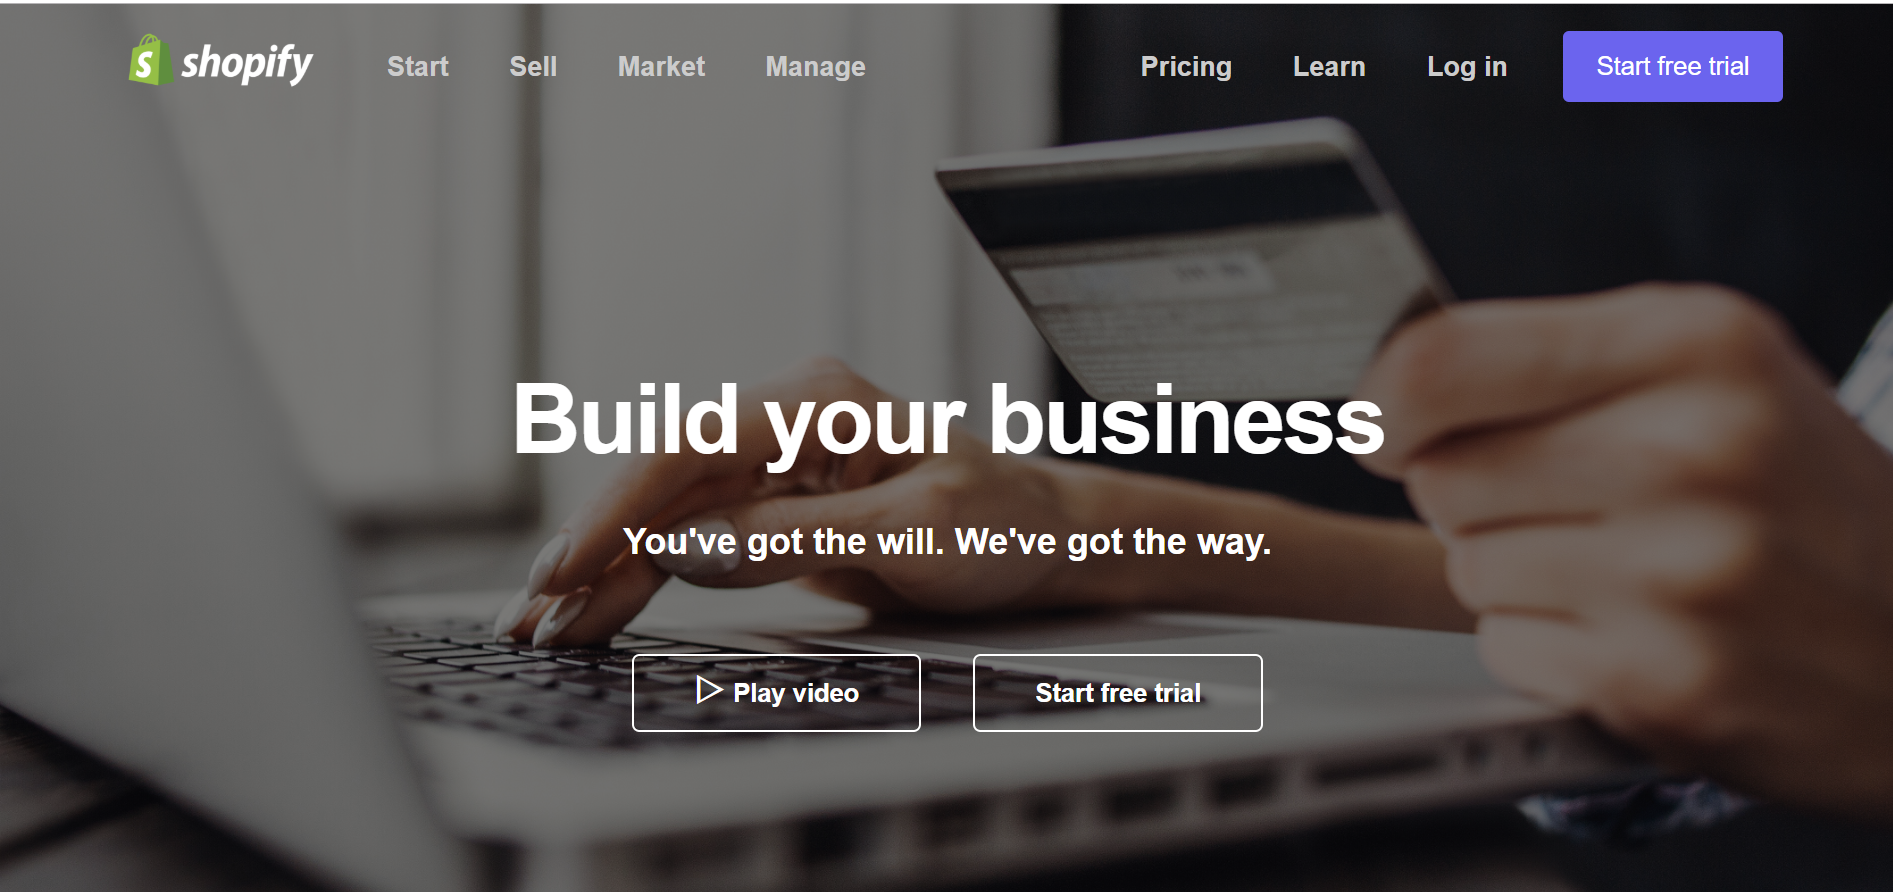 shopify Start Sell Market Manage Pricing Learn Log in Start free trial
Build your business
You've got the will. We've got the way.
Play video Start free trial